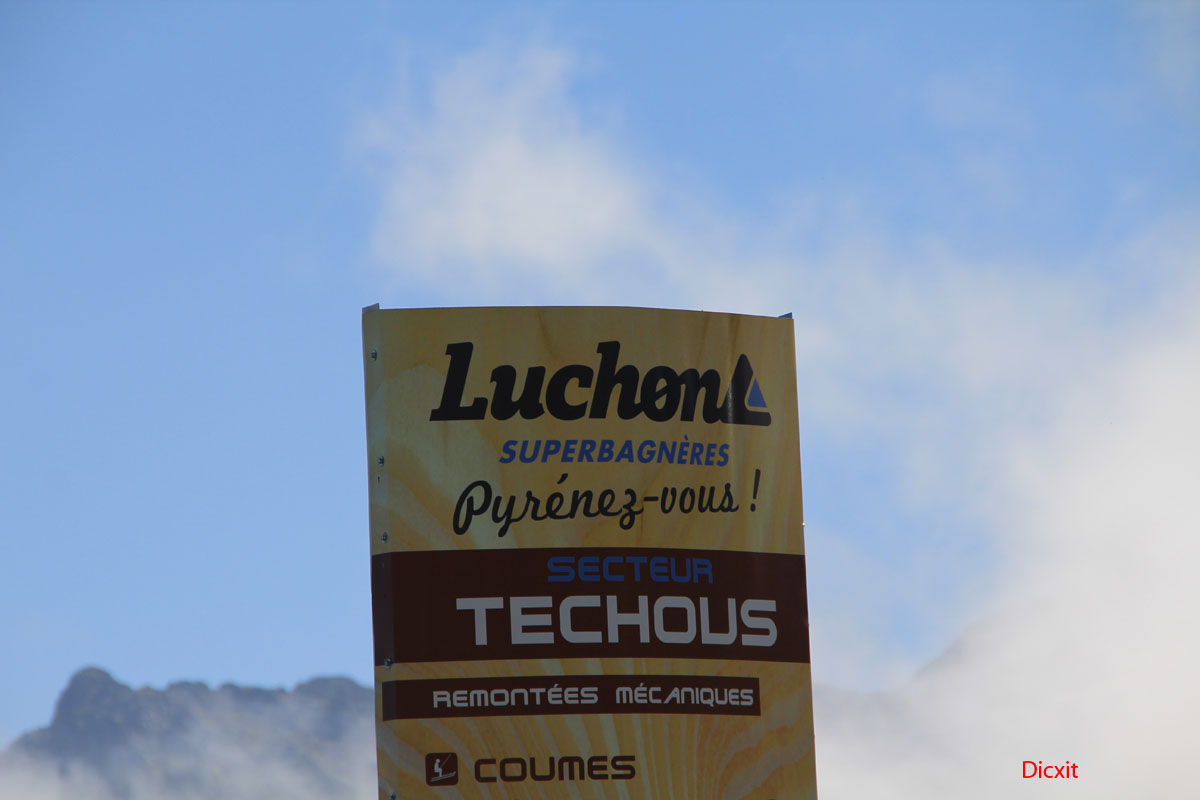 Luchon
SUPERBAGNÈRES
Pyrénez-vous !
SECTEUR
TECHOUS
REMONTÉES MÉCANIQUES
COUMES
Dicxit